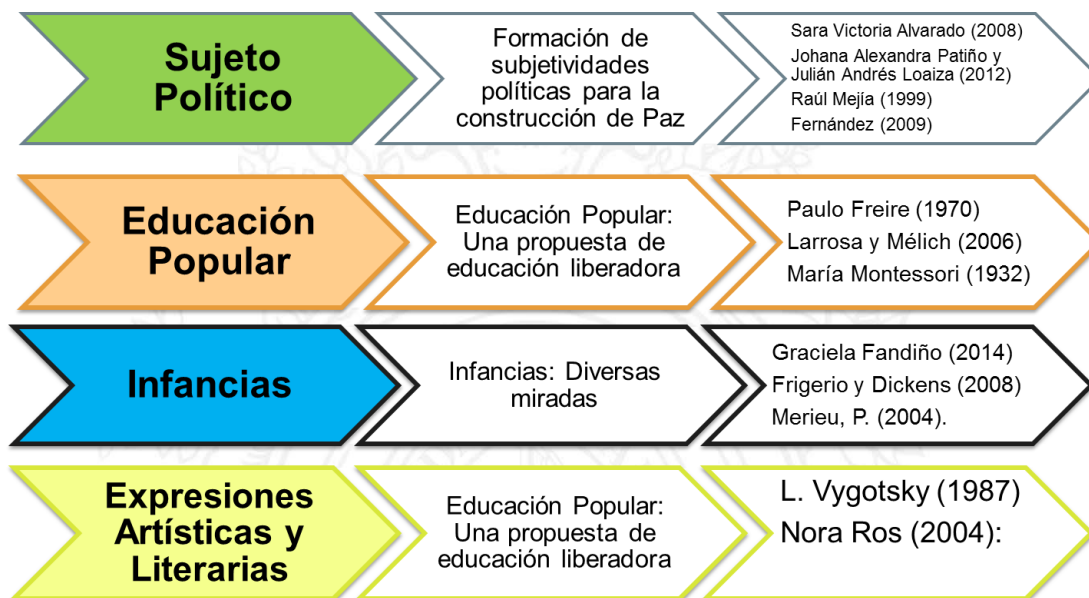 Sujeto
Político
Formación de
subjetividades
políticas para la
construcción de Paz
Sara Victoria Alvarado (2008)
Johana Alexandra Patiño y
Julián Andrés Loaiza (2012)
Raúl Mejía (1999)
Fernández (2009)
Educación
Popular
Educación Popular:
Una propuesta de
educación liberadora
Paulo Freire (1970)
Larrosa y Mélich (2006)
María Montessori (1932)
Infancias
Infancias: Diversas
miradas
Graciela Fandiño (2014)
Frigerio y Dickens (2008)
Merieu, P. (2004).
Expresiones
Artísticas y
Literarias
Educación Popular:
Una propuesta de
educación liberadora
L. Vygotsky (1987)
Nora Ros (2004):